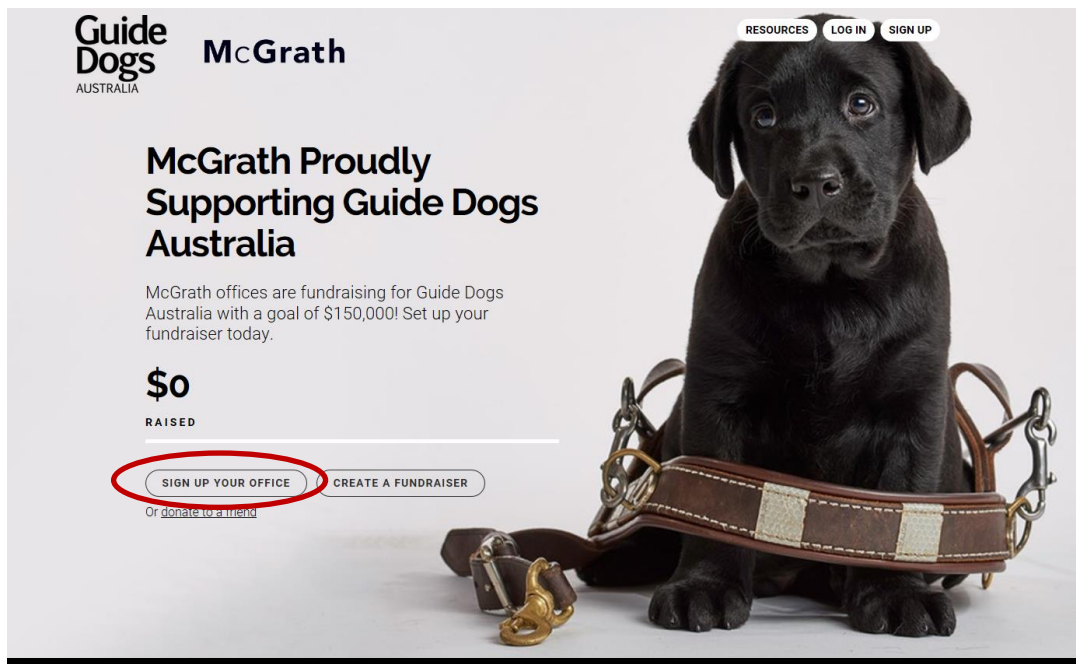 Guide
Dogs
AUSTRALIA
McGrath
RESOURCES
LOG IN
SIGN UP
McGrath Proudly
Supporting Guide Dogs
Australia
McGrath offices are fundraising for Guide Dogs
Australia with a goal of $150,000! Set up your
fundraiser today.
$0
RAISED
SIGN UP YOUR OFFICE
CREATE A FUNDRAISER
Or donate to a friend